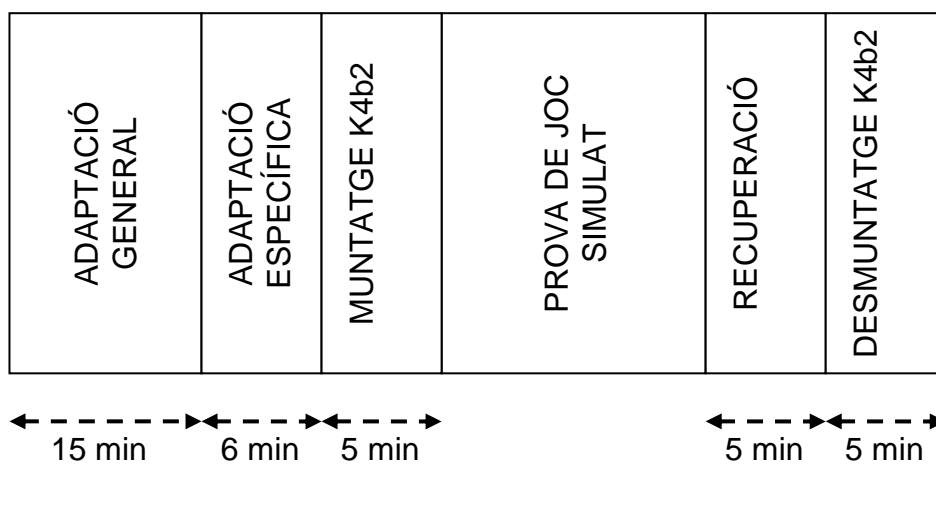 ADAPTACIÓ
GENERAL
ADAPTACIÓ
ESPECÍFICA
MUNTATGE K4b2
PROVA DE JOC
SIMULAT
RECUPERACIÓ
DESMUNTATGE K4b2
15 min
6 min
5 min
5 min
5 min